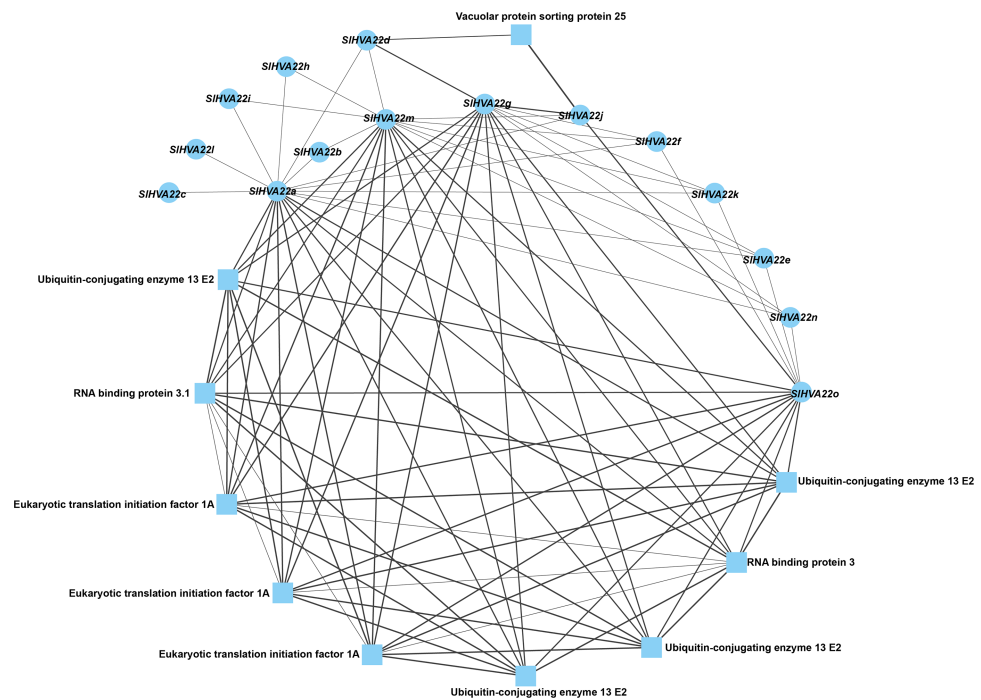 Vacuolar protein sorting protein 25
SlHVA22d
SlHVA22h
SlHVA22i
SlHVA22g
SlHVA22j
SlHVA22m
SlHVA22f
SlHVA22l
SlHVA22b
SlHVA22c
SlHVA22a
SlHVA22k
SlHVA22e
Ubiquitin-conjugating enzyme 13 E2
SlHVA22n
RNA binding protein 3.1
SlHVA22o
Ubiquitin-conjugating enzyme 13 E2
Eukaryotic translation initiation factor 1A
RNA binding protein 3
Eukaryotic translation initiation factor 1A
Ubiquitin-conjugating enzyme 13 E2
Eukaryotic translation initiation factor 1A
Ubiquitin-conjugating enzyme 13 E2